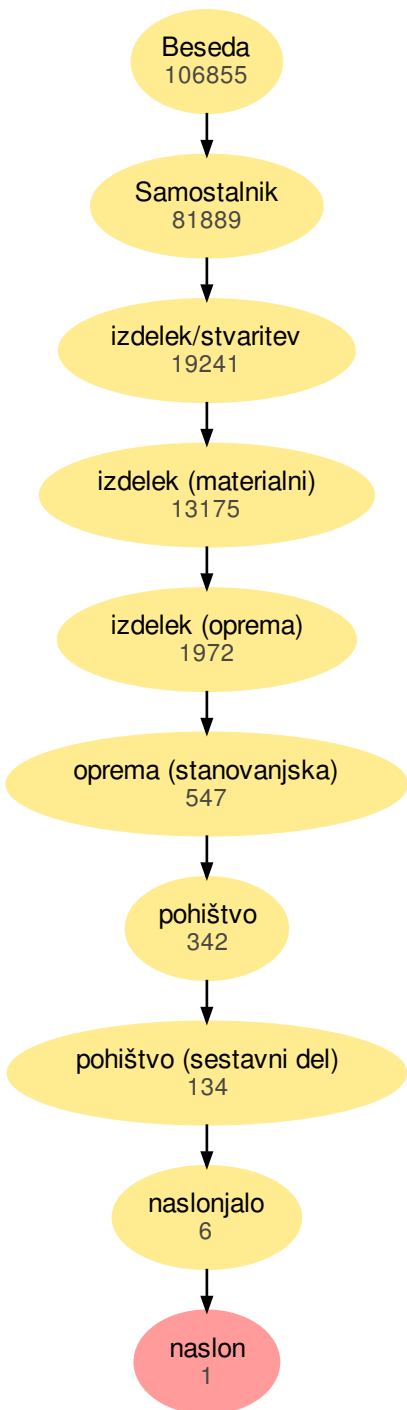 Beseda
106855
Samostalnik
81889
izdelek/stvaritev
19241
izdelek (materialni)
13175
izdelek (oprema)
1972
oprema (stanovanjska)
547
pohištvo
342
pohištvo (sestavni del)
134
naslonjalo
6
naslon
1